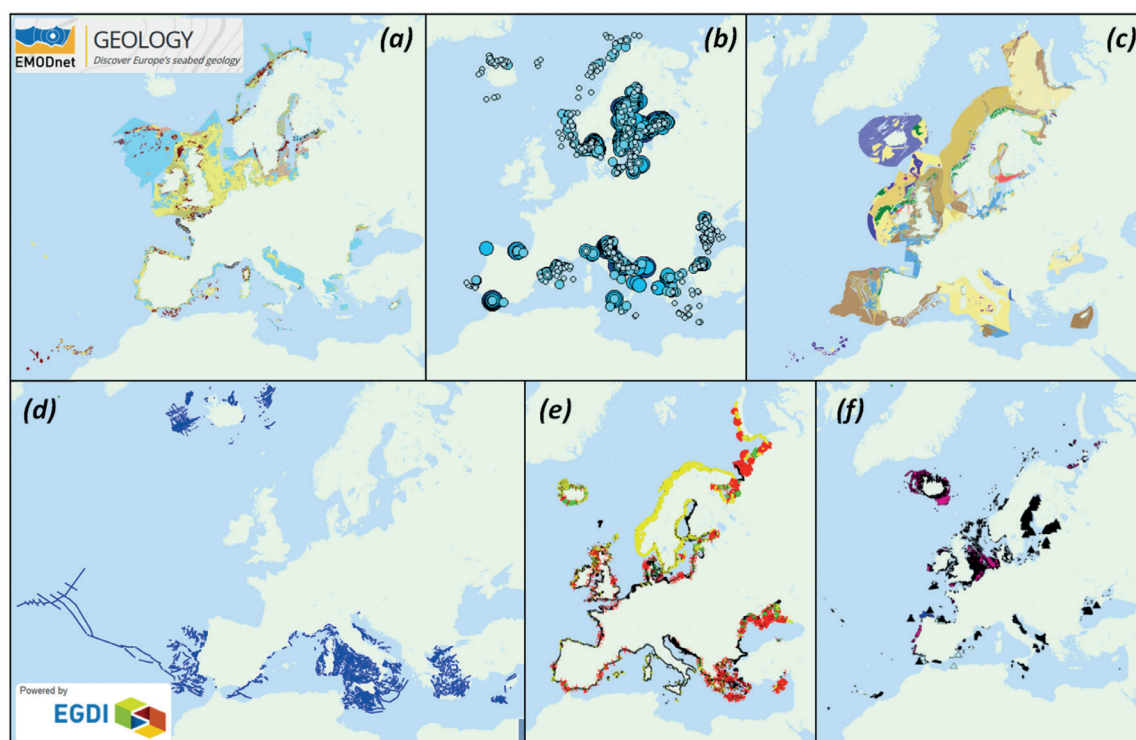 EMODnet
GEOLOGY
Discover Europe's seabed geology
(a)
(b)
(c)
(d)
(e)
(f)
Powered by
EGDI